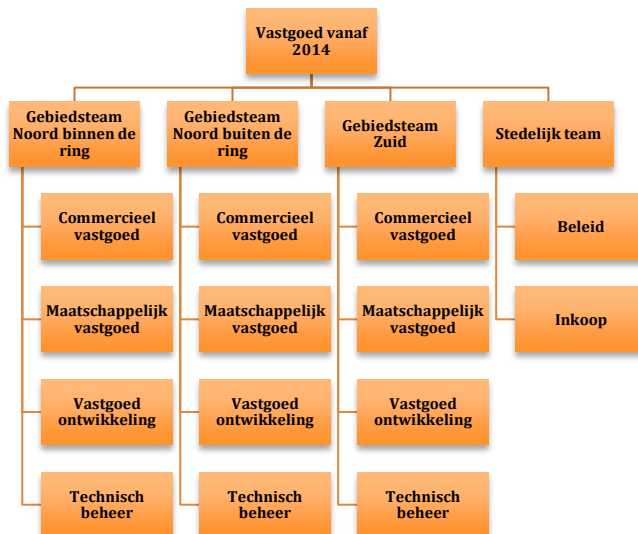 Vastgoed vanaf
2014
Gebiedsteam
Noord binnen de
ring
Gebiedsteam
Noord buiten de
ring
Gebiedsteam
Zuid
Stedelijk team
Commercieel
vastgoed
Commercieel
vastgoed
Commercieel
vastgoed
Beleid
Maatschappelijk
vastgoed
Maatschappelijk
vastgoed
Maatschappelijk
vastgoed
Inkoop
Vastgoed
ontwikkeling
Vastgoed
ontwikkeling
Vastgoed
ontwikkeling
Technisch
beheer
Technisch
beheer
Technisch
beheer